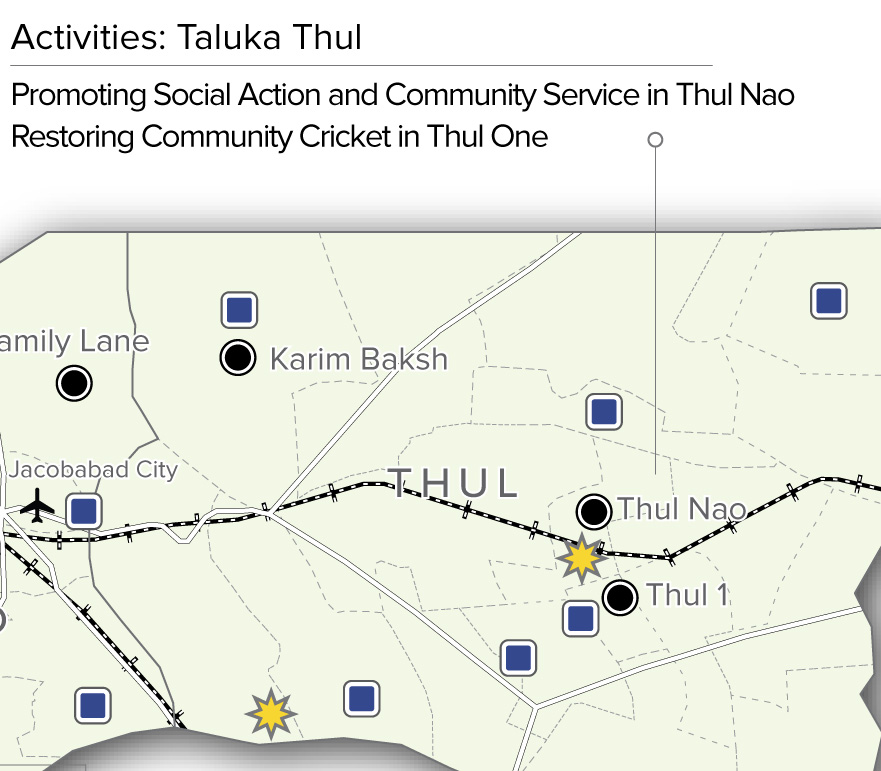 Activities: Taluka Thul
Promoting Social Action and Community Service in Thul Nao
Restoring Community Cricket in Thul One
amily Lane
Karim Baksh
Jacobabad City
THUL
Thul Nao
Thul 1